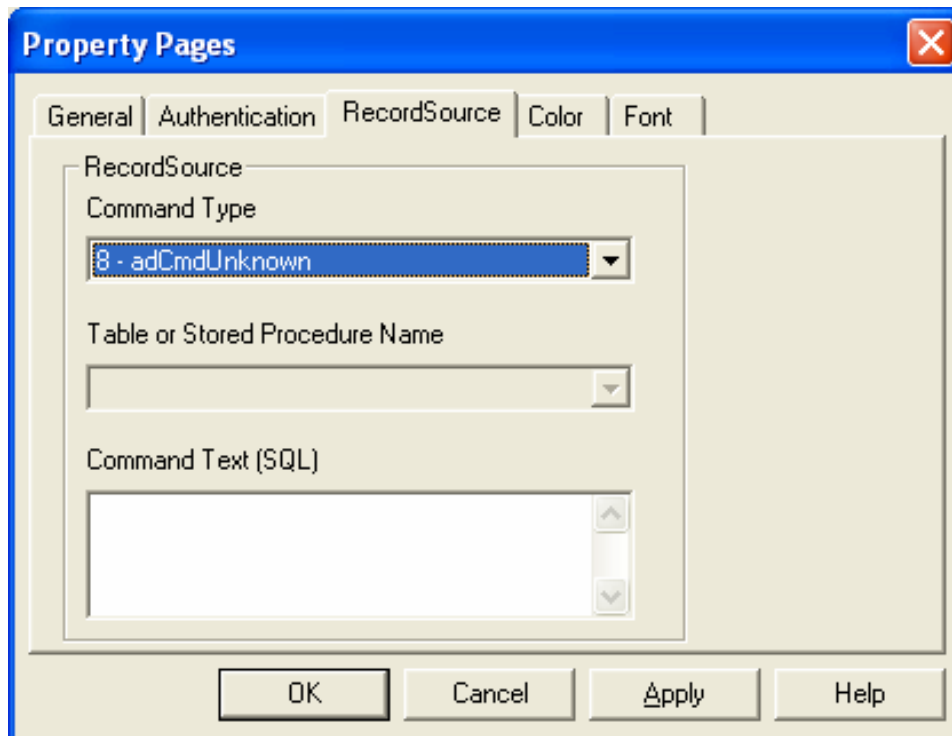 Property Pages
General Authentication RecordSource Color Font
RecordSource
Command Type
8 - adCmdUnknown
Table or Stored Procedure Name
Command Text (SQL)
OK Cancel Apply Help